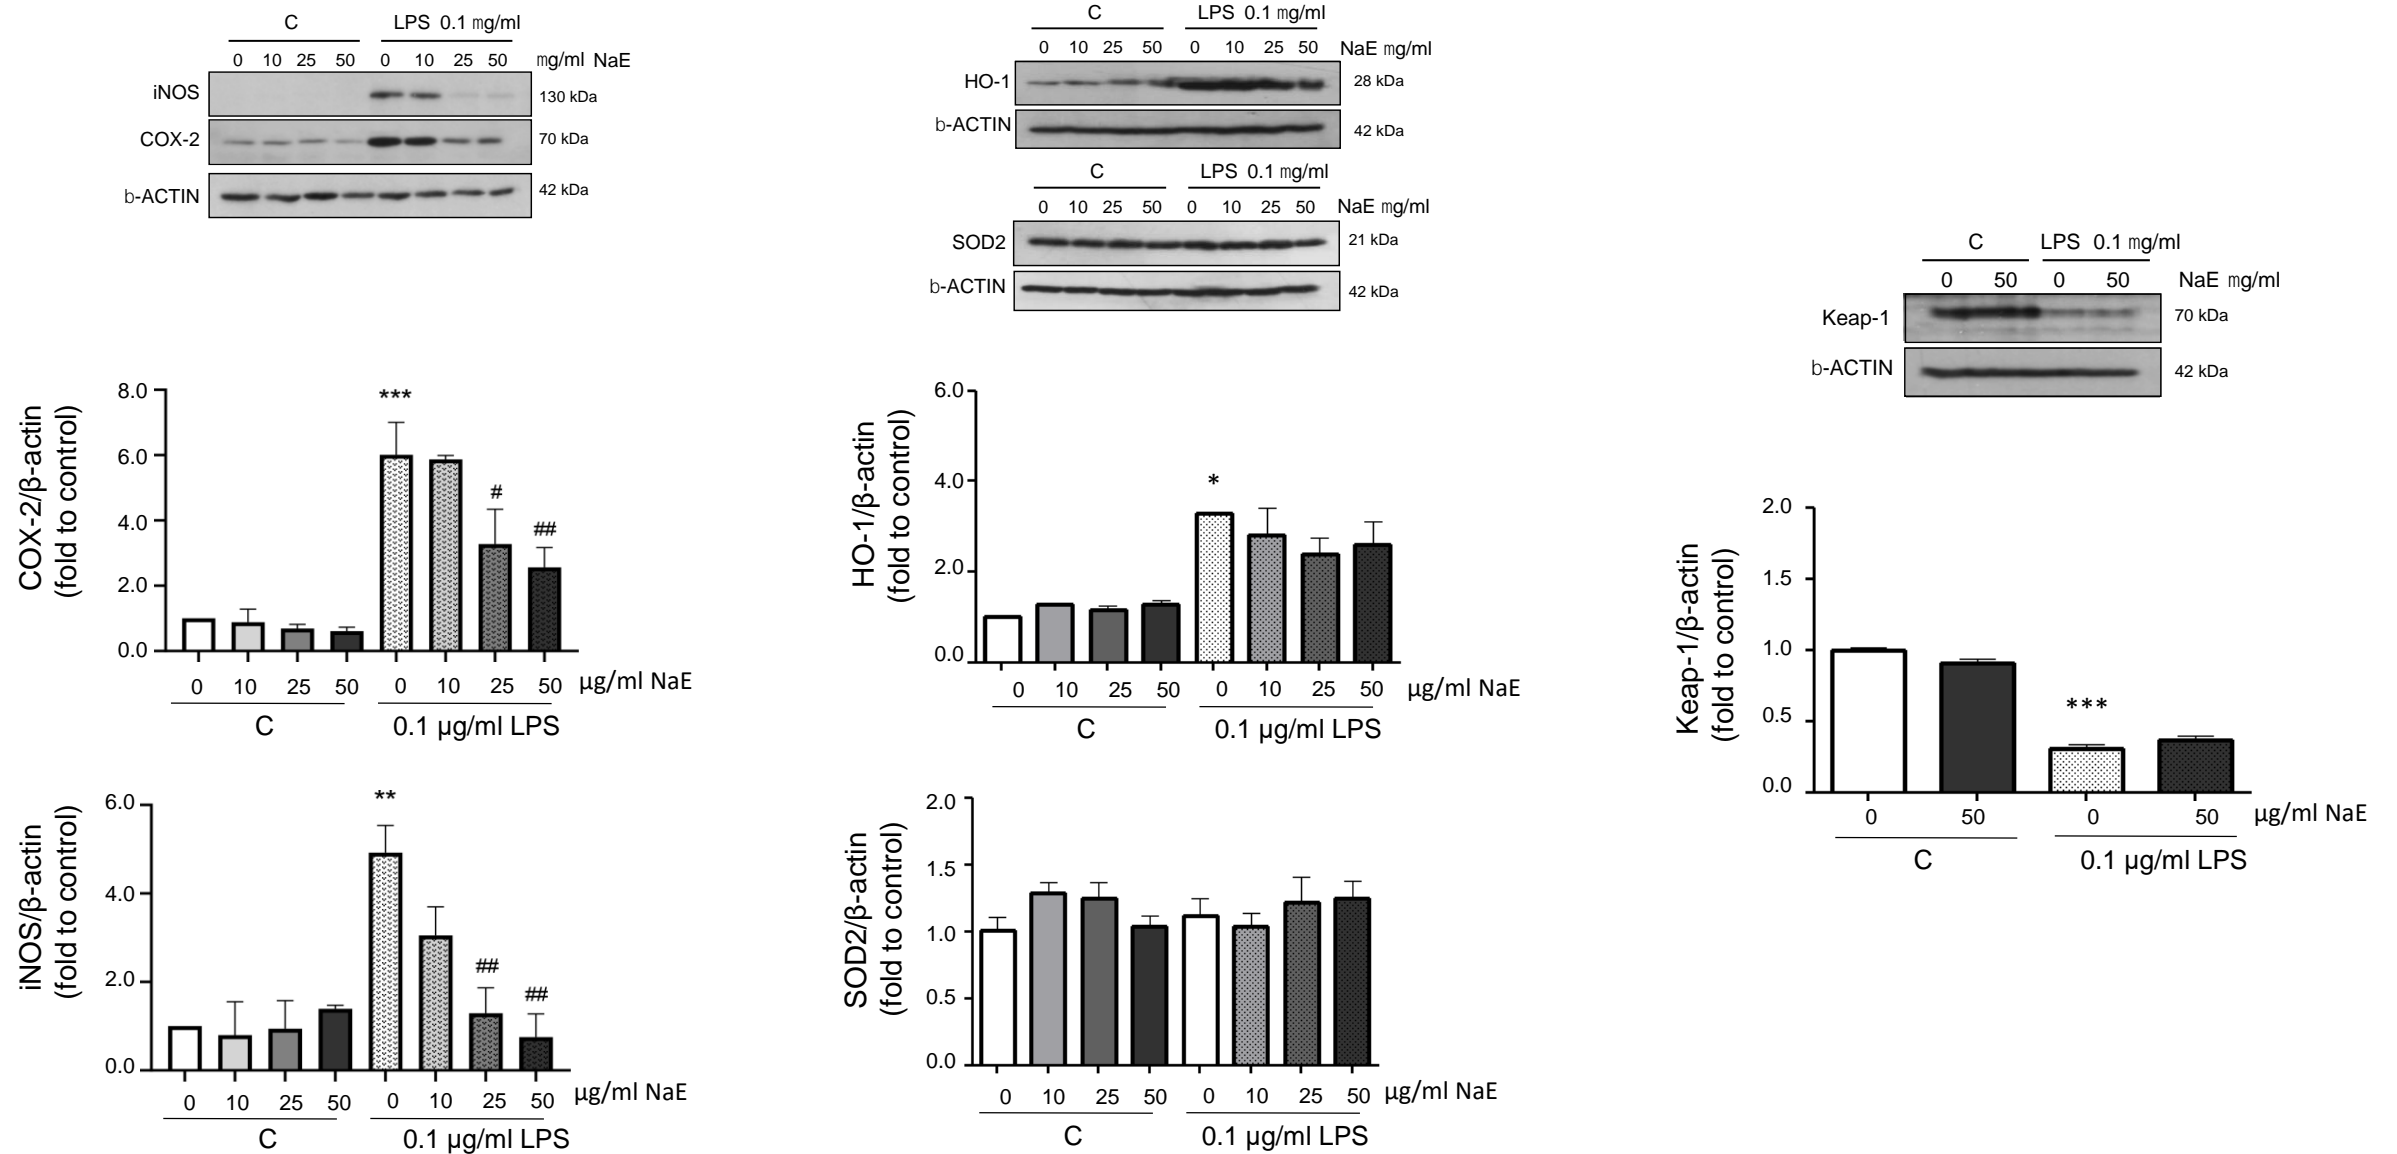 C LPS 0.1 mg/ml
0 10 25 50 0 10 25 50 mg/ml NaE
iNOS 130 kDa
COX-2 70 kDa
b-ACTIN 42 kDa
8.0
6.0
4.0
2.0
0.0
COX-2/β-actin
(fold to control)
***
#
##
0 10 25 50 0 10 25 50 µg/ml NaE
C 0.1 µg/ml LPS
6.0
4.0
2.0
0.0
iNOS/β-actin
(fold to control)
**
##
##
0 10 25 50 0 10 25 50 µg/ml NaE
C 0.1 µg/ml LPS
C LPS 0.1 mg/ml
0 10 25 50 0 10 25 50 NaE mg/ml
HO-1 28 kDa
b-ACTIN 42 kDa
C LPS 0.1 mg/ml
0 10 25 50 0 10 25 50 NaE mg/ml
SOD2 21 kDa
b-ACTIN 42 kDa
6.0
4.0
2.0
0.0
HO-1/β-actin
(fold to control)
*
0 10 25 50 0 10 25 50 µg/ml NaE
C 0.1 µg/ml LPS
2.0
1.5
1.0
0.5
0.0
SOD2/β-actin
(fold to control)
0 10 25 50 0 10 25 50 µg/ml NaE
C 0.1 µg/ml LPS
C LPS 0.1 mg/ml
0 50 0 50 NaE mg/ml
Keap-1 70 kDa
b-ACTIN 42 kDa
2.0
1.5
1.0
0.5
0.0
Keap-1/β-actin
(fold to control)
***
0 50 0 50 µg/ml NaE
C 0.1 µg/ml LPS